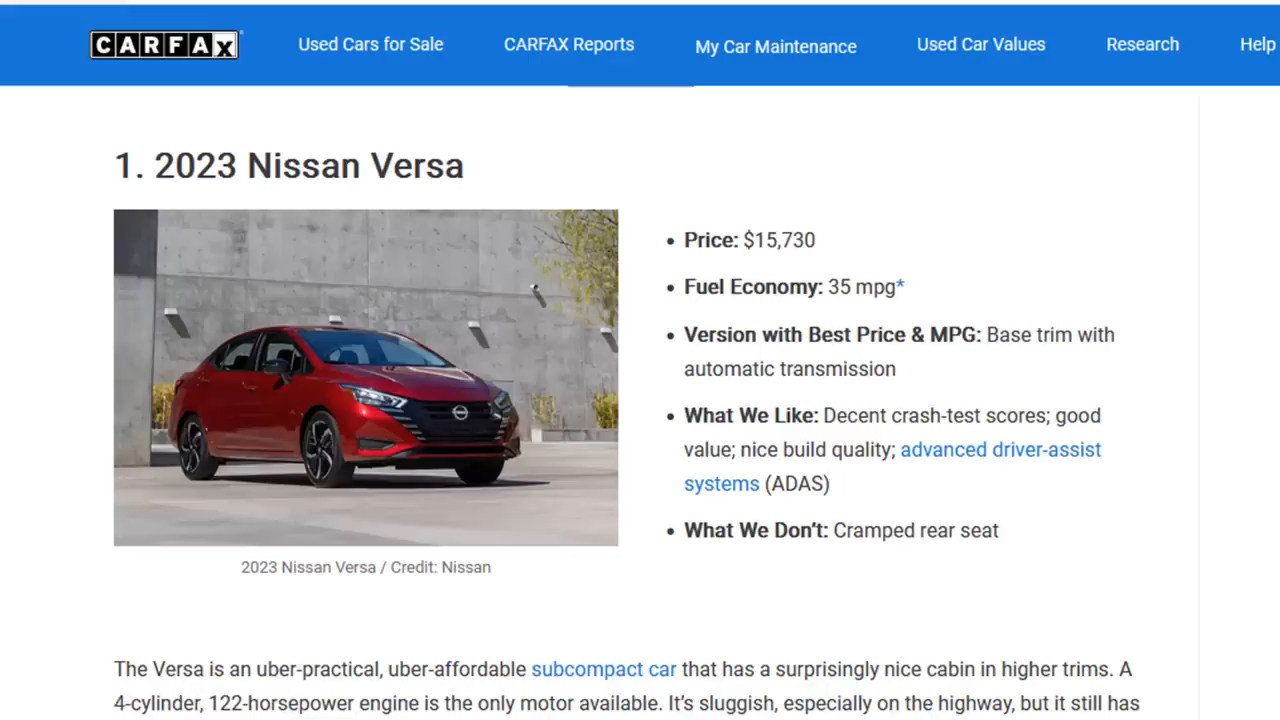 CARFAX
Used Cars for Sale
CARFAX Reports
My Car Maintenance
Used Car Values
Research
Help
1. 2023 Nissan Versa
• Price: $15,730
• Fuel Economy: 35 mpg*
• Version with Best Price & MPG: Base trim with
automatic transmission
• What We Like: Decent crash-test scores; good
value; nice build quality; advanced driver-assist
systems (ADAS)
• What We Don’t: Cramped rear seat
2023 Nissan Versa / Credit: Nissan
The Versa is an uber-practical, uber-affordable subcompact car that has a surprisingly nice cabin in higher trims. A
4-cylinder, 122-horsepower engine is the only motor available. It’s sluggish, especially on the highway, but it still has